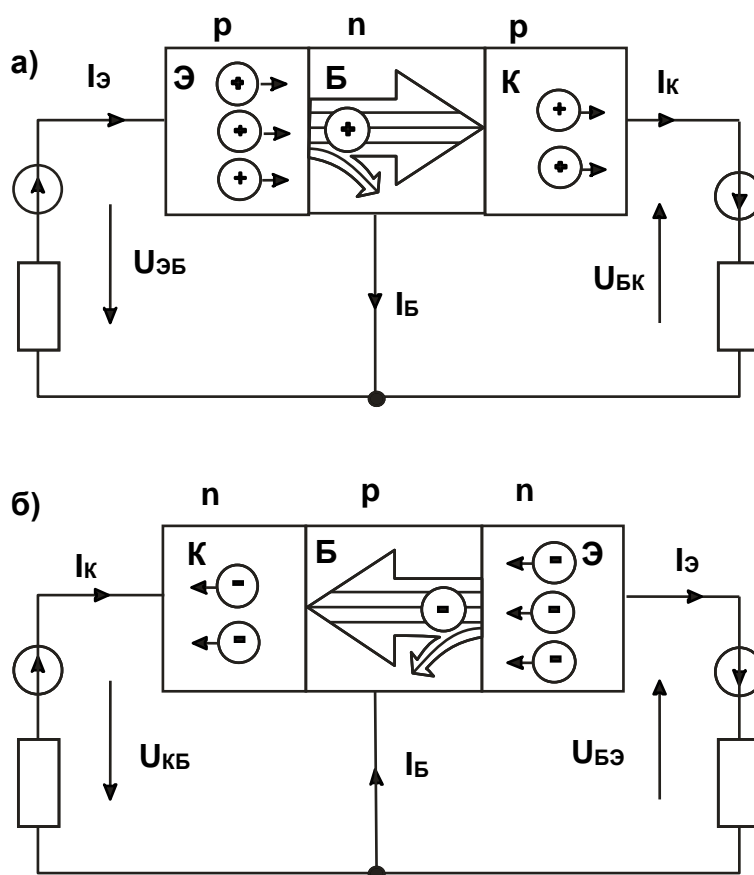 p n p
а)
Iэ Э Б К Iк
UЭБ UБК
IБ
n p n
б)
Iк К Б Э Iэ
UКБ UБЭ
IБ